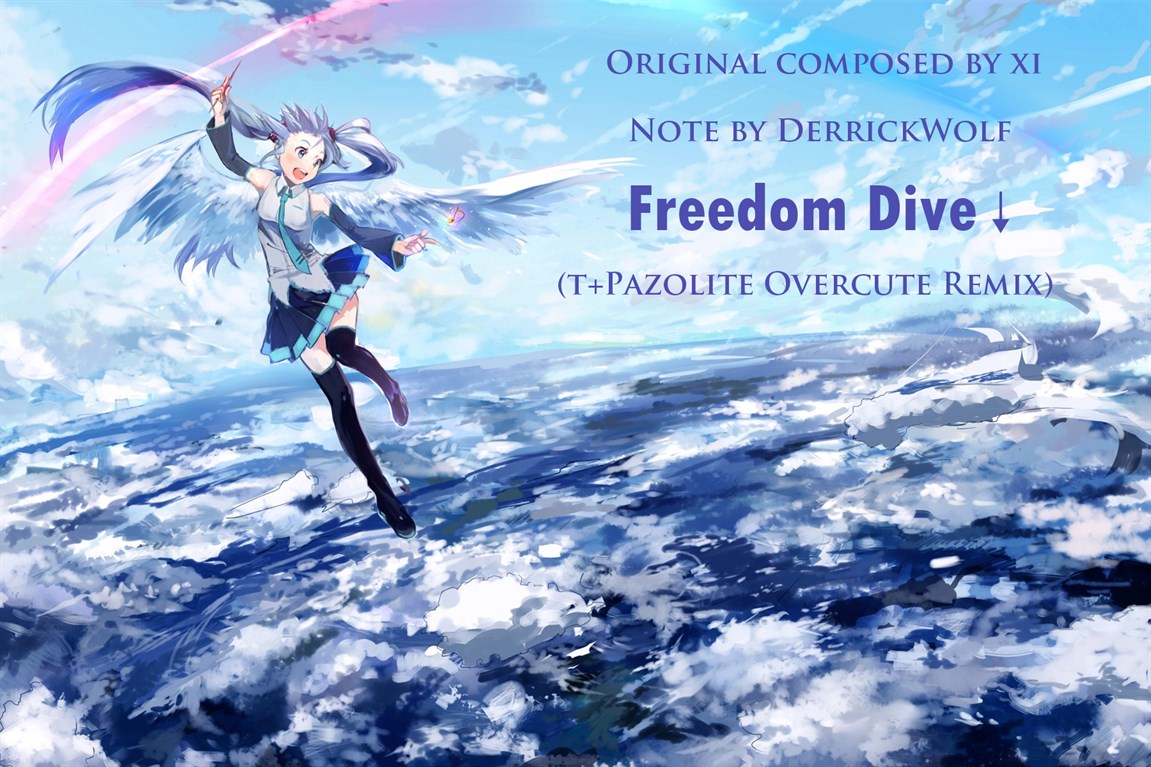 Original composed by xi
Note by DerrickWolf
Freedom Dive↓
(t+Pazolite Overcute Remix)